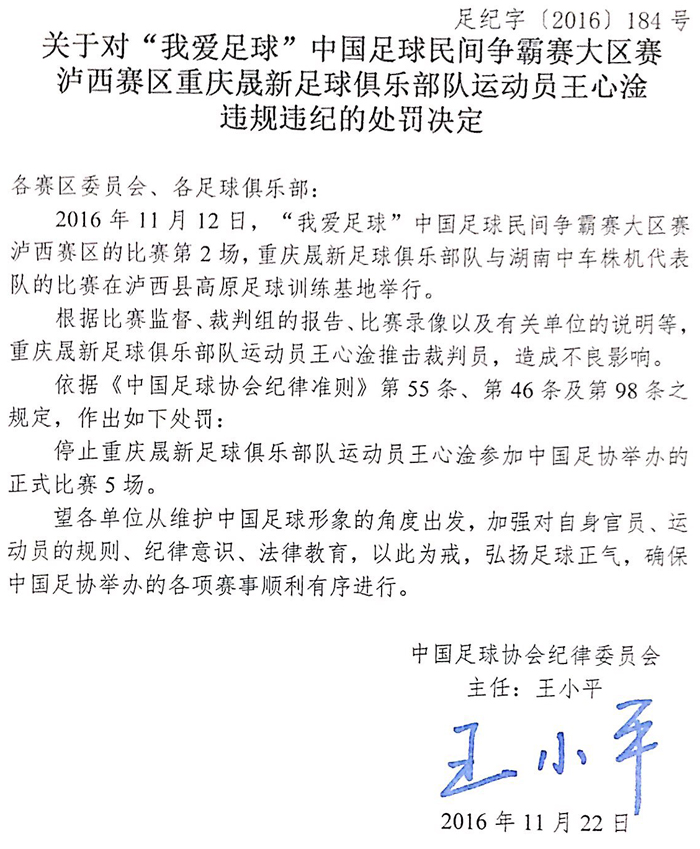 足纪字〔2016〕184号
关于对“我爱足球”中国足球民间争霸赛大区赛
泸西赛区重庆晟新足球俱乐部队运动员王心淦
违规违纪的处罚决定
各赛区委员会、各足球俱乐部：
2016年11月12日，“我爱足球”中国足球民间争霸赛大区赛
泸西赛区的比赛第2场，重庆晟新足球俱乐部队与湖南中车株机代表
队的比赛在泸西县高原足球训练基地举行。
根据比赛监督、裁判组的报告、比赛录像以及有关单位的说明等，
重庆晟新足球俱乐部队运动员王心淦推击裁判员，造成不良影响。
依据《中国足球协会纪律准则》第55条、第46条及第98条之
规定，作出如下处罚：
停止重庆晟新足球俱乐部队运动员王心淦参加中国足协举办的
正式比赛5场。
望各单位从维护中国足球形象的角度出发，加强对自身官员、运
动员的规则、纪律意识、法律教育，以此为戒，弘扬足球正气，确保
中国足协举办的各项赛事顺利有序进行。
中国足球协会纪律委员会
主任：王小平
王小平
2016年11月22日